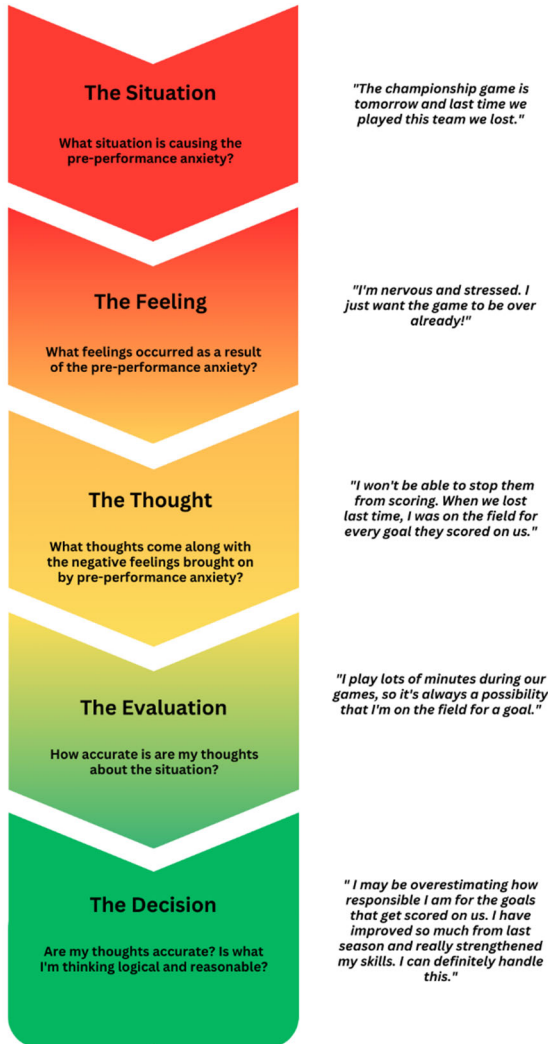 The Situation
What situation is causing the
pre-performance anxiety?
"The championship game is
tomorrow and last time we
played this team we lost."
The Feeling
What feelings occurred as a result
of the pre-performance anxiety?
"I'm nervous and stressed. I
just want the game to be over
already!"
The Thought
What thoughts come along with
the negative feelings brought on
by pre-performance anxiety?
"I won't be able to stop them
from scoring. When we lost
last time, I was on the field for
every goal they scored on us."
The Evaluation
How accurate is are my thoughts
about the situation?
"I play lots of minutes during our
games, so it's always a possibility
that I'm on the field for a goal."
The Decision
Are my thoughts accurate? Is what
I'm thinking logical and reasonable?
" I may be overestimating how
responsible I am for the goals
that get scored on us. I have
improved so much from last
season and really strengthened
my skills. I can definitely handle
this."